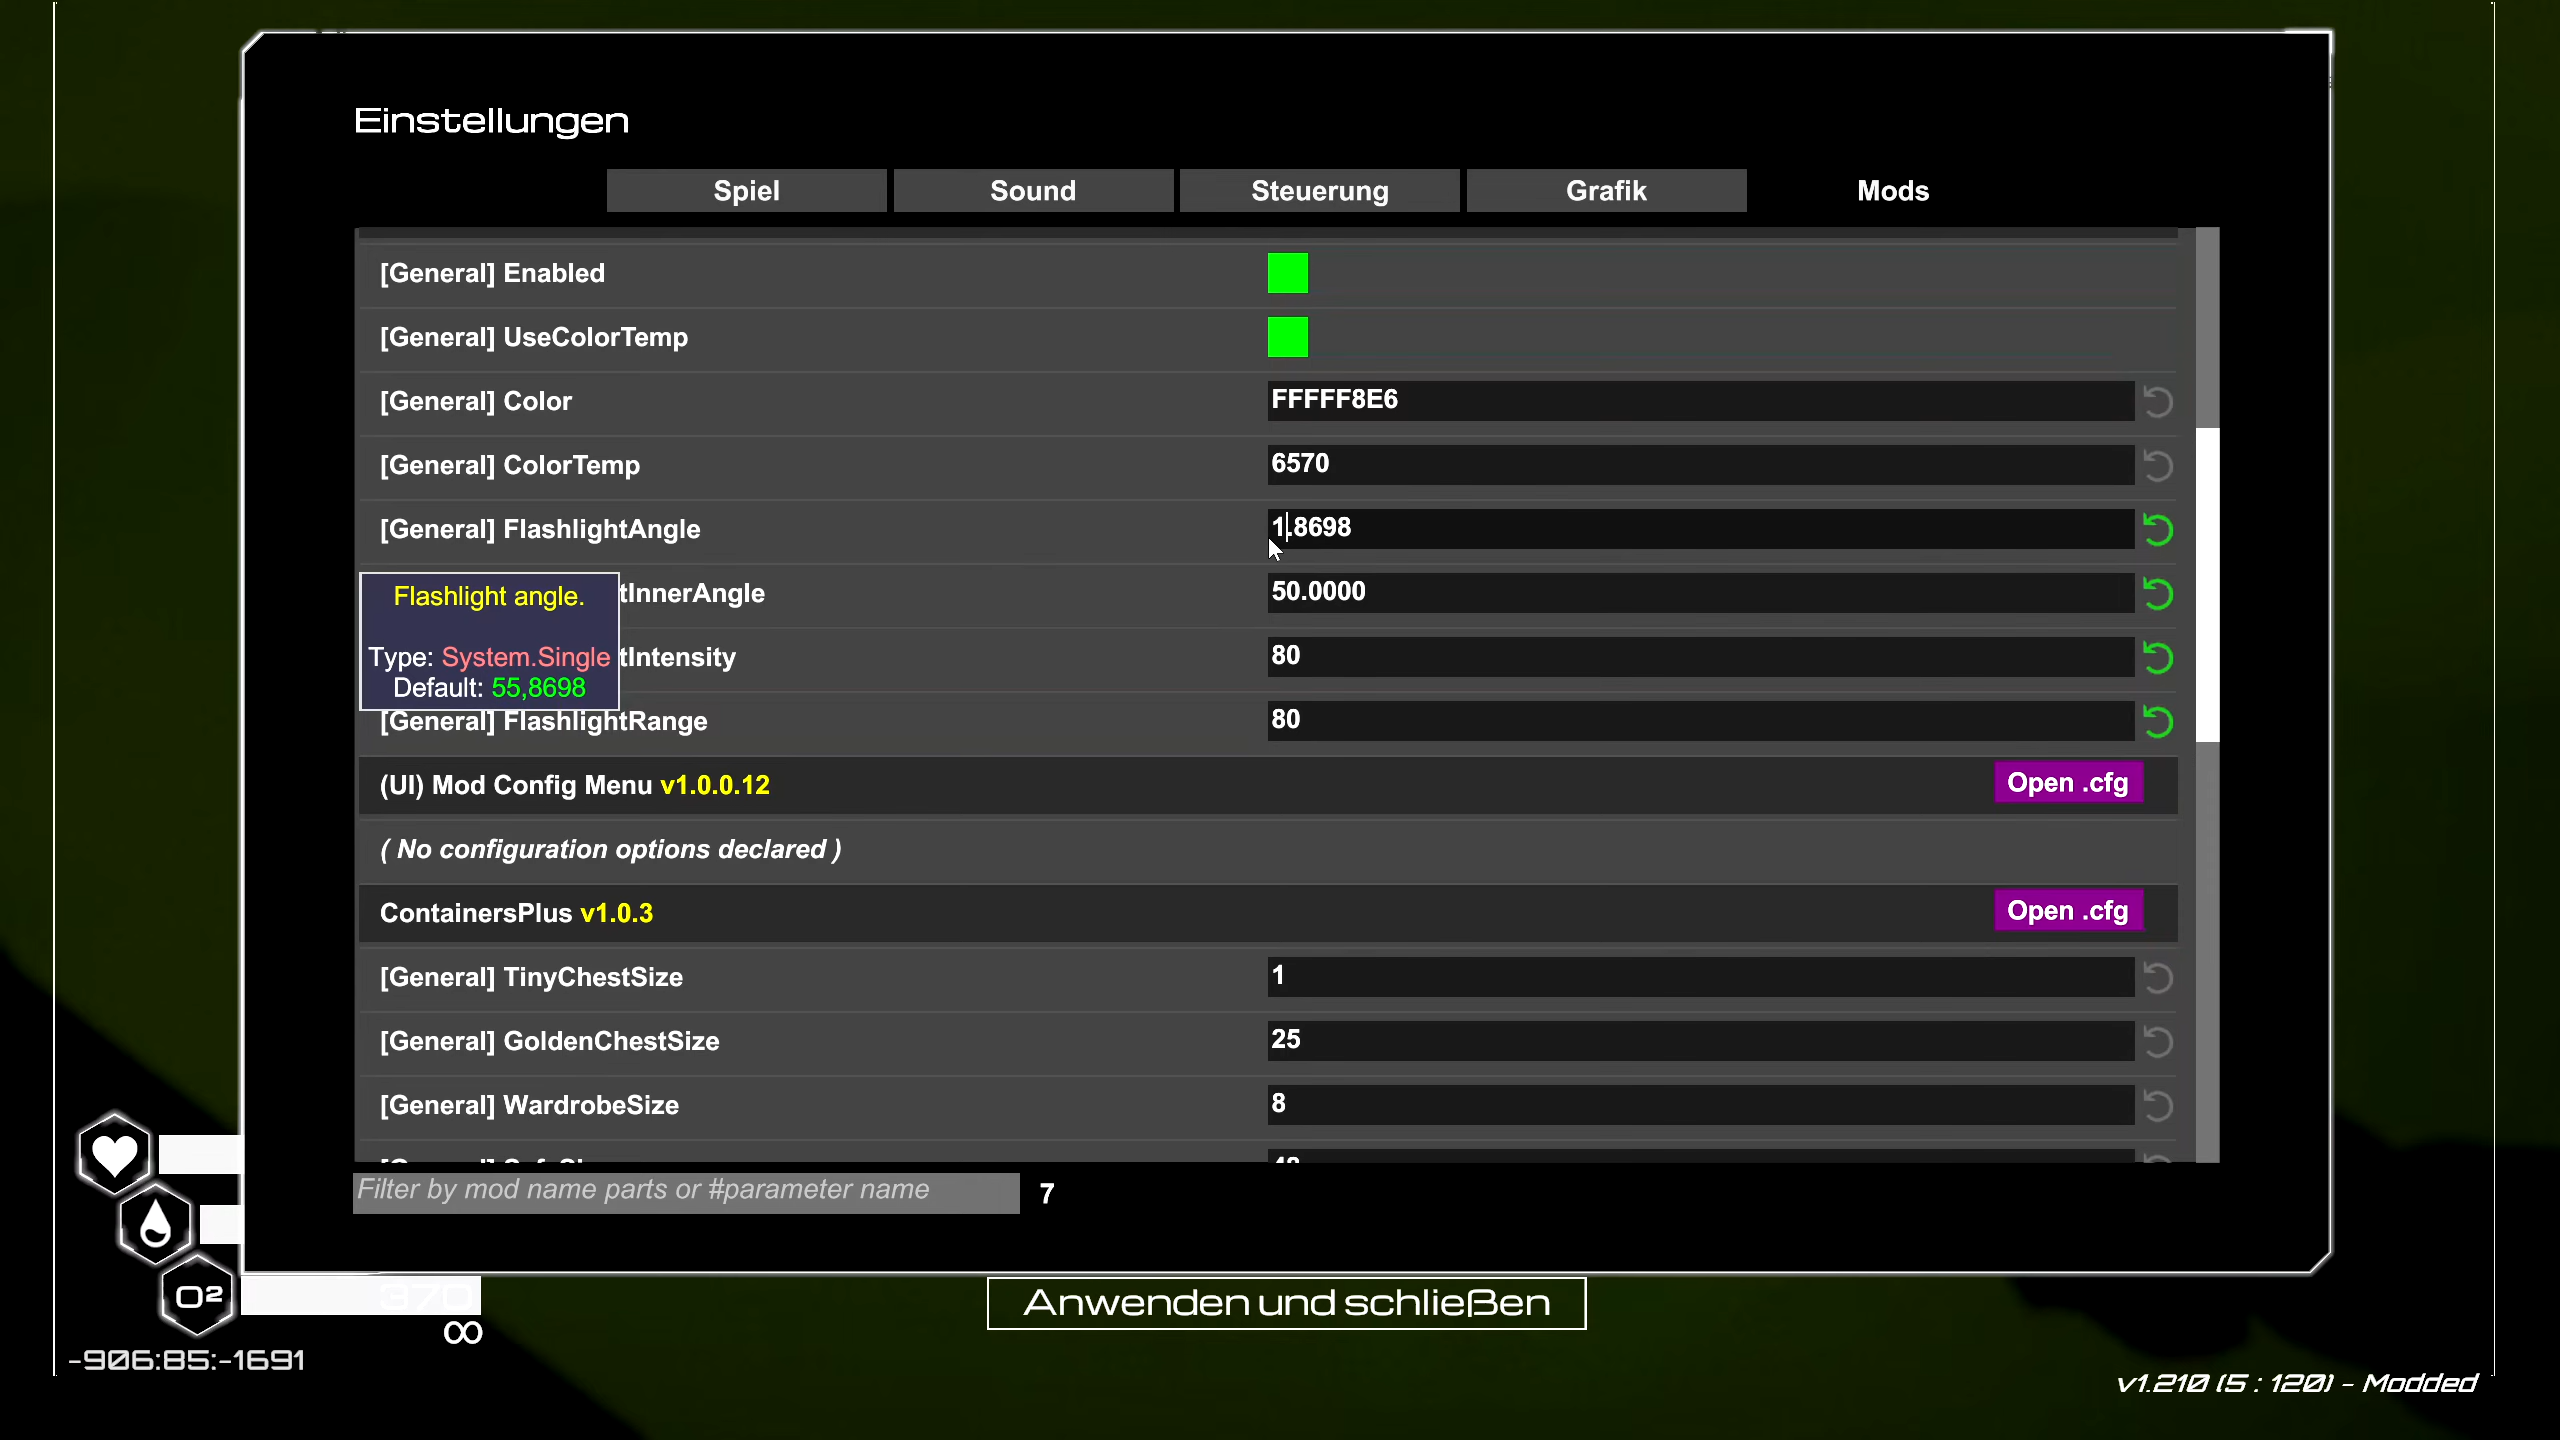 Einstellungen
Spiel Sound Steuerung Grafik Mods
[General] Enabled
[General] UseColorTemp
[General] Color FFFFF8E6
[General] ColorTemp 6570
[General] FlashlightAngle 1.8698
Flashlight angle.
Type: System.Single
Default: 55,8698
tInnerAngle 50.0000
tIntensity 80
[General] FlashlightRange 80
(UI) Mod Config Menu v1.0.0.12 Open .cfg
( No configuration options declared )
ContainersPlus v1.0.3 Open .cfg
[General] TinyChestSize 1
[General] GoldenChestSize 25
[General] WardrobeSize 8
Filter by mod name parts or #parameter name 7
O2 370
∞
Anwenden und schließen
-906:85:-1691
v1.210 (5 : 120) - Modded